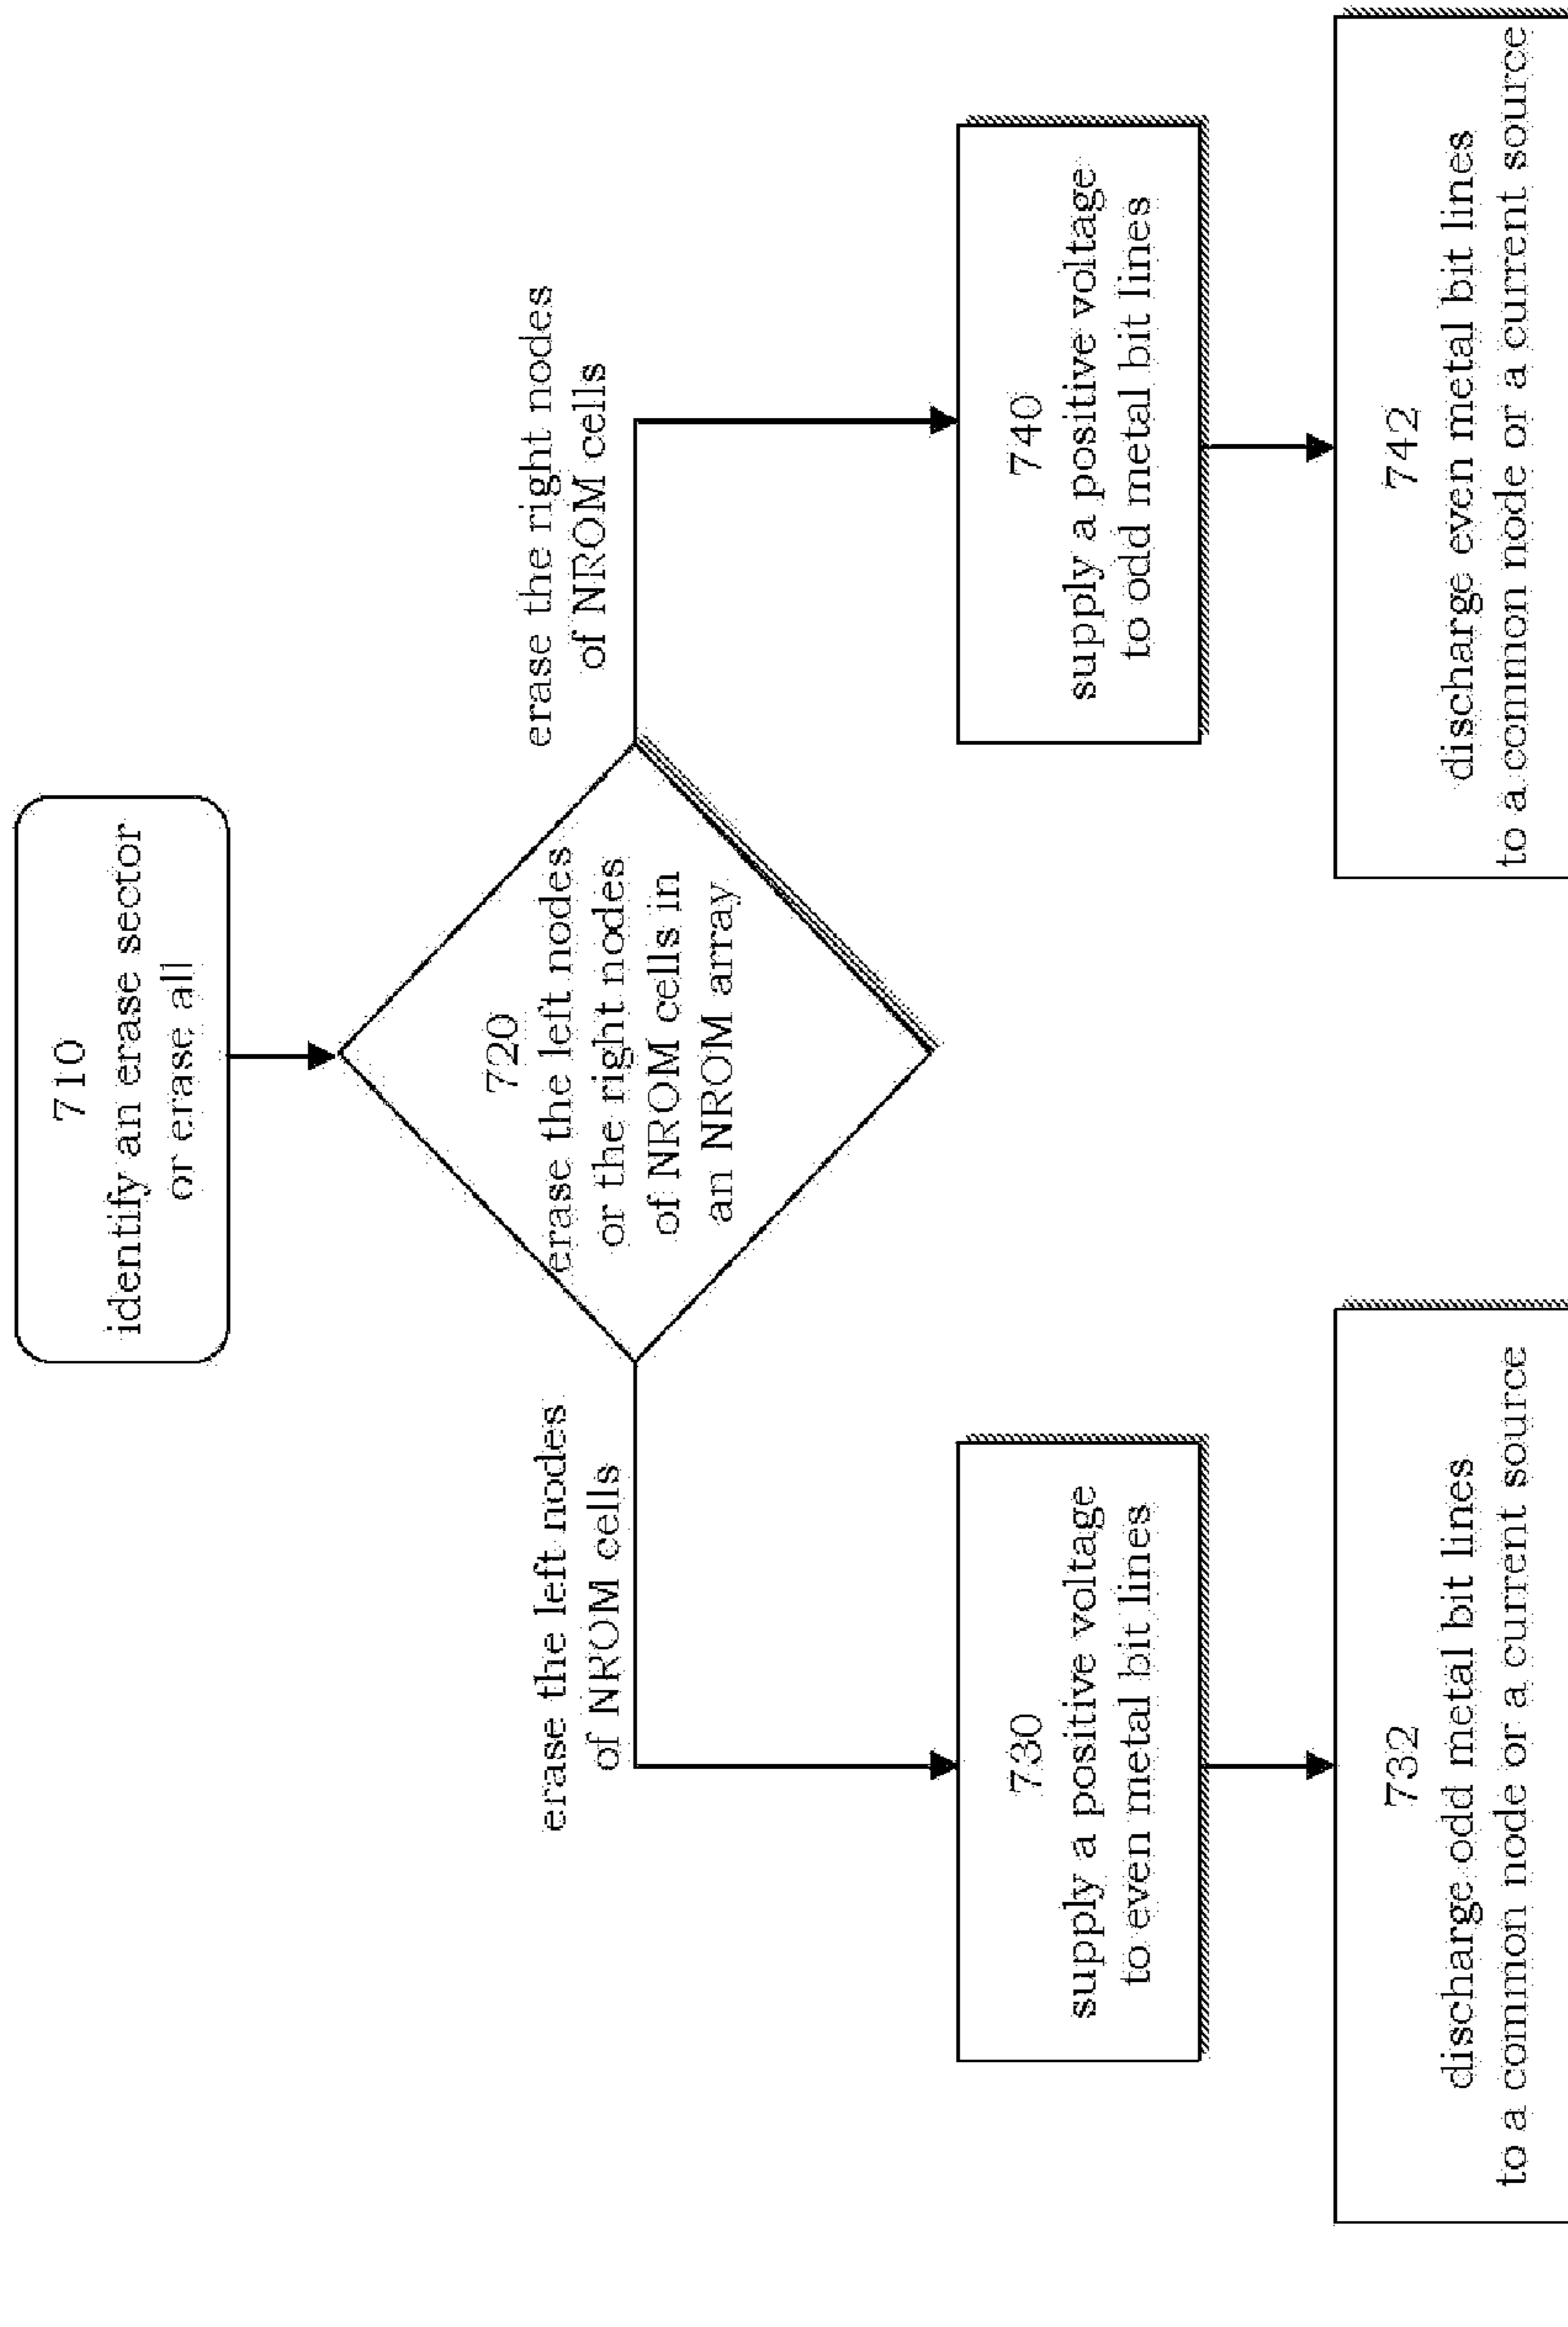 710
identify an erase sector
or erase all
720
erase the left nodes
or the right nodes
of NROM cells in
an NROM array
erase the left nodes
of NROM cells
erase the right nodes
of NROM cells
730
supply a positive voltage
to even metal bit lines
740
supply a positive voltage
to odd metal bit lines
732
discharge odd metal bit lines
to a common node or a current source
742
discharge even metal bit lines
to a common node or a current source